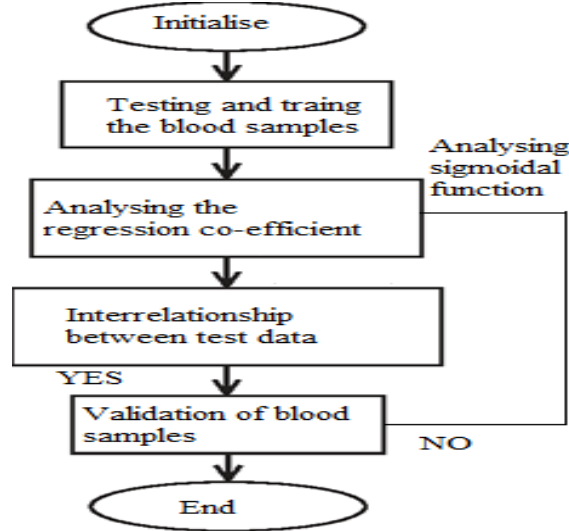 Initialise
Testing and traing
the blood samples
Analysing
sigmoidal
function
Analysing the
regression co-efficient
Interrelationship
between test data
YES
Validation of blood
samples
NO
End